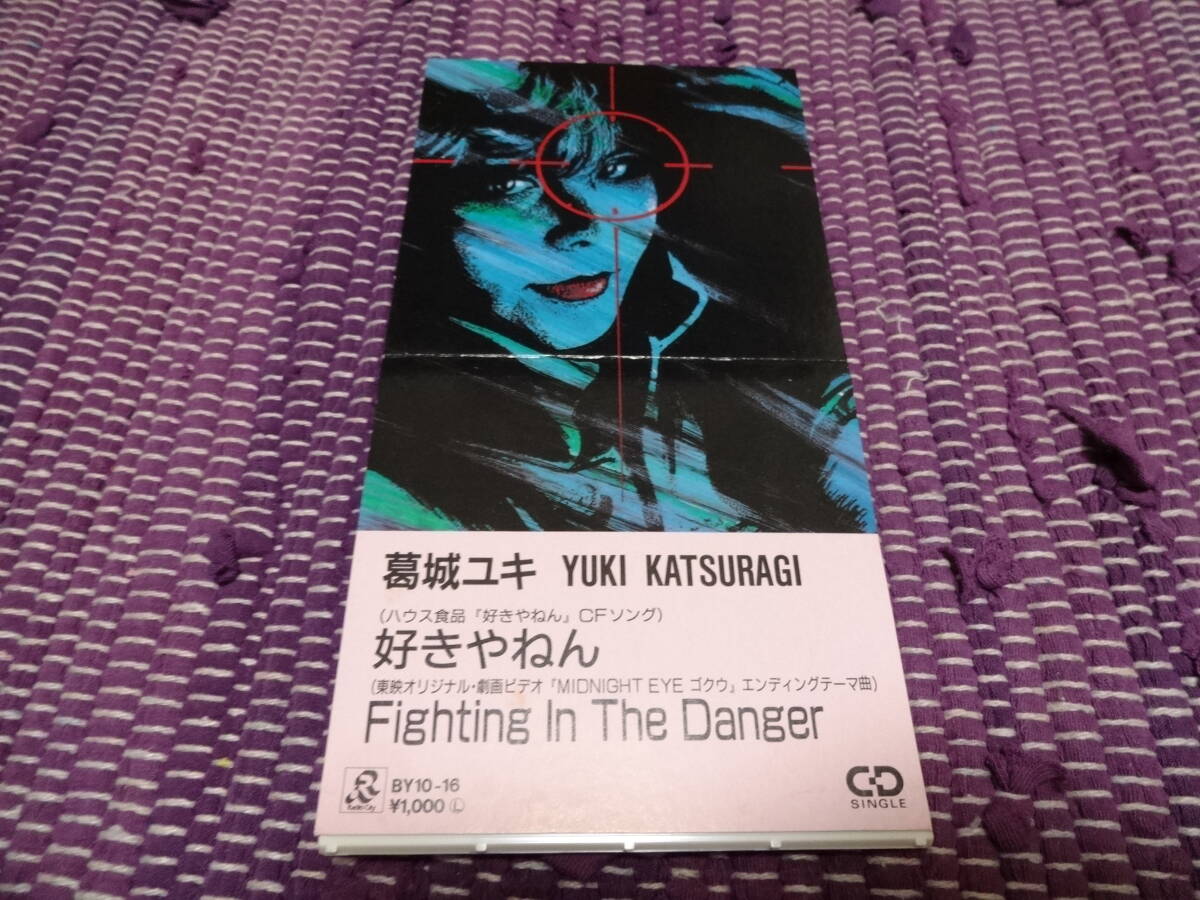 葛城ユキ YUKI KATSURAGI
(ハウス食品『好きやねん』CFソング)
好きやねん
(東映オリジナル・劇画ビデオ『MIDNIGHT EYE ゴクウ』エンディングテーマ曲)
Fighting In The Danger
Radio City
BY10-16
¥1,000 Ⓛ
CD
SINGLE